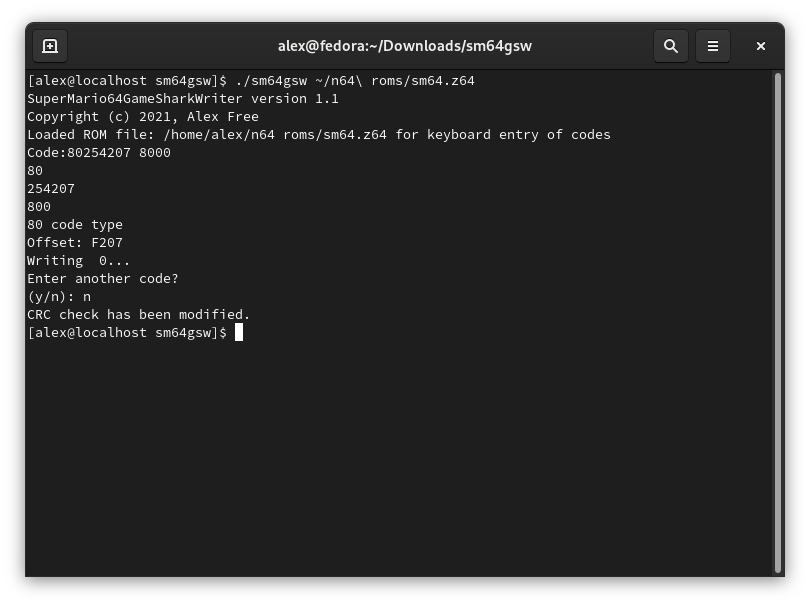 alex@fedora:~/Downloads/sm64gsw
[alex@localhost sm64gsw]$ ./sm64gsw ~/n64\ roms/sm64.z64
SuperMario64GameSharkWriter version 1.1
Copyright (c) 2021, Alex Free
Loaded ROM file: /home/alex/n64 roms/sm64.z64 for keyboard entry of codes
Code:80254207 8000
80
254207
800
80 code type
Offset: F207
Writing  0...
Enter another code?
(y/n): n
CRC check has been modified.
[alex@localhost sm64gsw]$